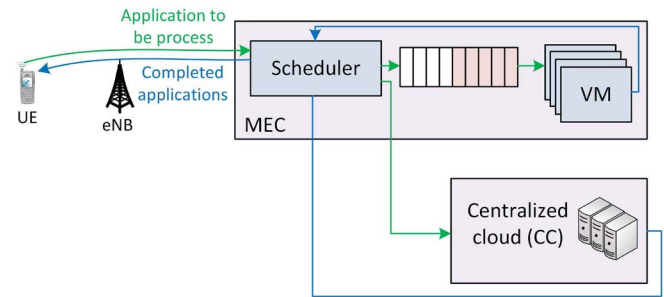 Application to
be process
Completed
applications
UE
eNB
Scheduler
MEC
VM
Centralized
cloud (CC)